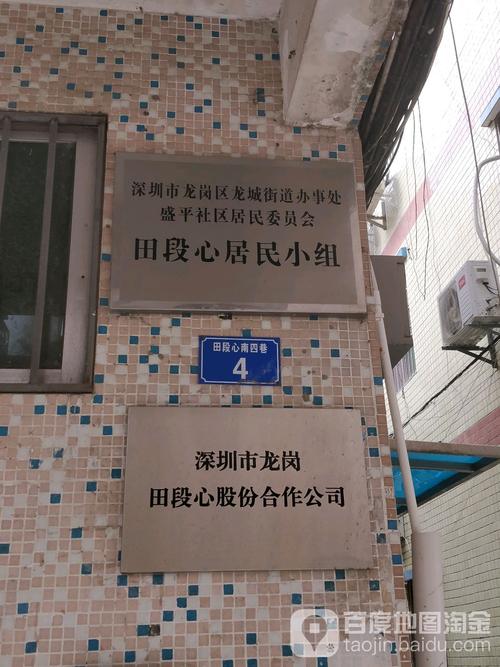 深圳市龙岗区龙城街道办事处
盛平社区居民委员会
田段心居民小组
田段心南四巷
4
深圳市龙岗
田段心股份合作公司
百度地图淘金
taojin.baidu.com